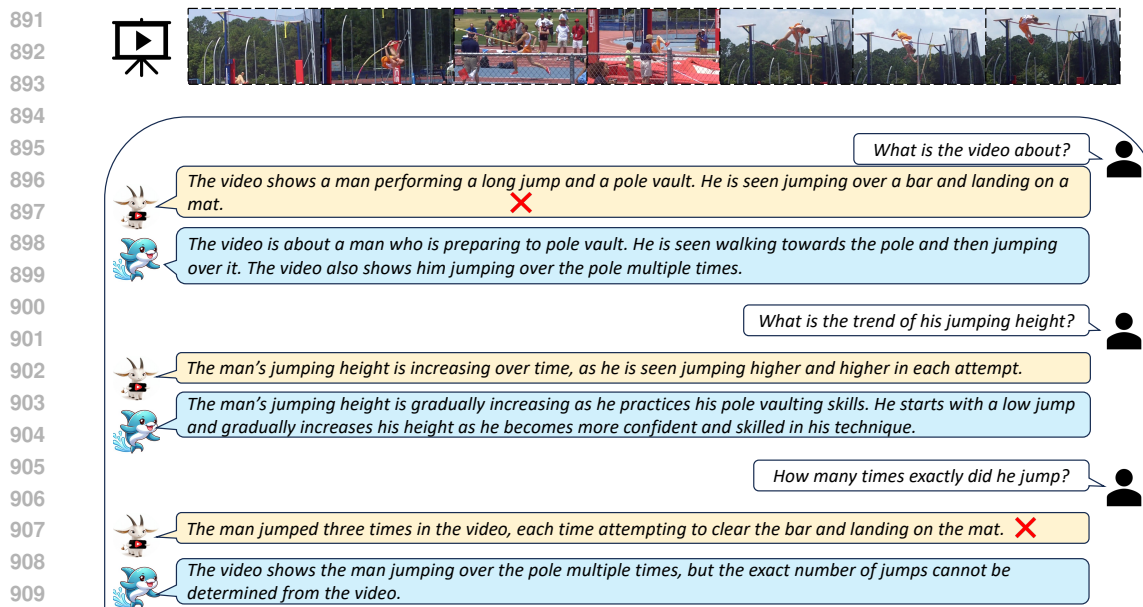 891
892
893
894
895
What is the video about?
896
The video shows a man performing a long jump and a pole vault. He is seen jumping over a bar and landing on a
897
mat.
898
The video is about a man who is preparing to pole vault. He is seen walking towards the pole and then jumping
899
over it. The video also shows him jumping over the pole multiple times.
900
What is the trend of his jumping height?
901
902
The man's jumping height is increasing over time, as he is seen jumping higher and higher in each attempt.
903
The man's jumping height is gradually increasing as he practices his pole vaulting skills. He starts with a low jump
904
and gradually increases his height as he becomes more confident and skilled in his technique.
905
How many times exactly did he jump?
906
907
The man jumped three times in the video, each time attempting to clear the bar and landing on the mat.
908
The video shows the man jumping over the pole multiple times, but the exact number of jumps cannot be
909
determined from the video.